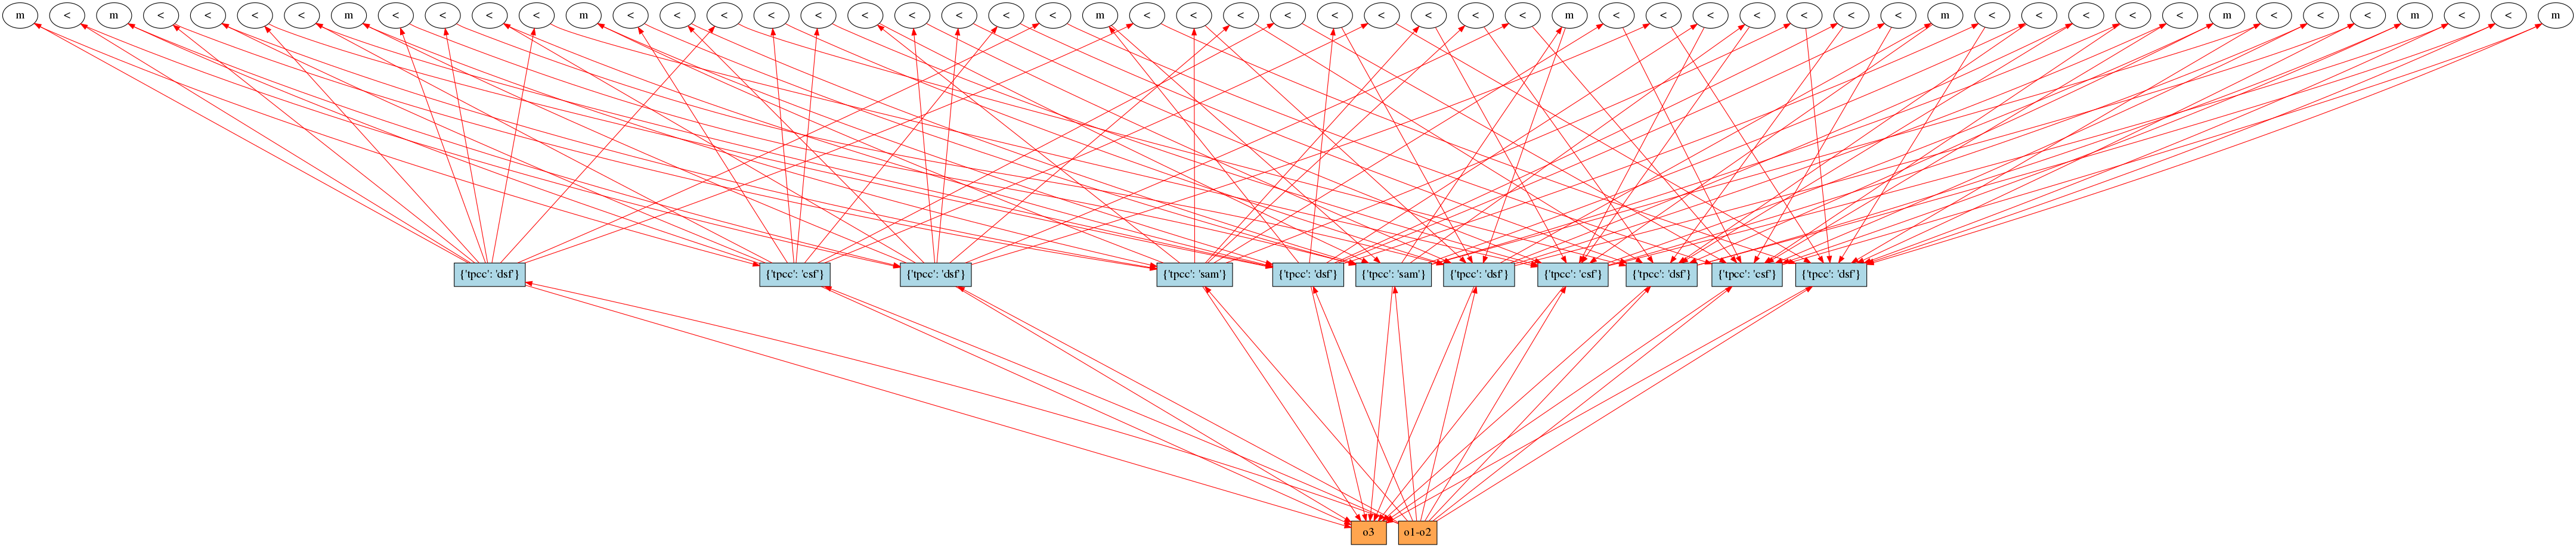 m < m < < < < m < < < < m < < < < < < < < < < m < < < < < < < < < m < < < < < < < m < < < < < m < < < m < < m
{'tpcc': 'dsf'} {'tpcc': 'csf'} {'tpcc': 'dsf'} {'tpcc': 'sam'} {'tpcc': 'dsf'} {'tpcc': 'sam'} {'tpcc': 'dsf'} {'tpcc': 'csf'} {'tpcc': 'dsf'} {'tpcc': 'csf'} {'tpcc': 'dsf'}
o3 o1-o2